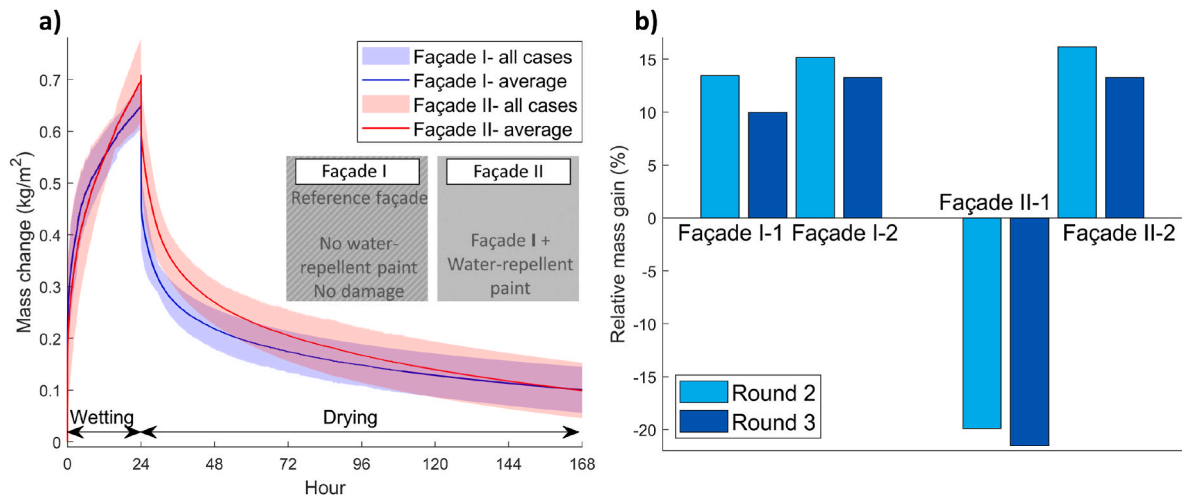 a)
Mass change (kg/m²)
0.7
0.6
0.5
0.4
0.3
0.2
0.1
0
Façade I- all cases
Façade I- average
Façade II- all cases
Façade II- average
Façade I
Reference façade
No water-
repellent paint
No damage
Façade II
Façade I +
Water-repellent
paint
Wetting
Drying
0 24 48 72 96 120 144 168
Hour
b)
Relative mass gain (%)
15
10
5
0
-5
-10
-15
-20
Façade II-1
Façade I-1 Façade I-2 Façade II-2
Round 2
Round 3